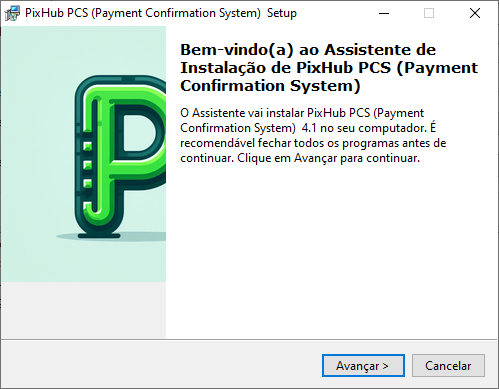 PixHub PCS (Payment Confirmation System)  Setup
Bem-vindo(a) ao Assistente de
Instalação de PixHub PCS (Payment
Confirmation System)
O Assistente vai instalar PixHub PCS (Payment
Confirmation System)  4.1 no seu computador. É
recomendável fechar todos os programas antes de
continuar. Clique em Avançar para continuar.
P
Avançar >
Cancelar